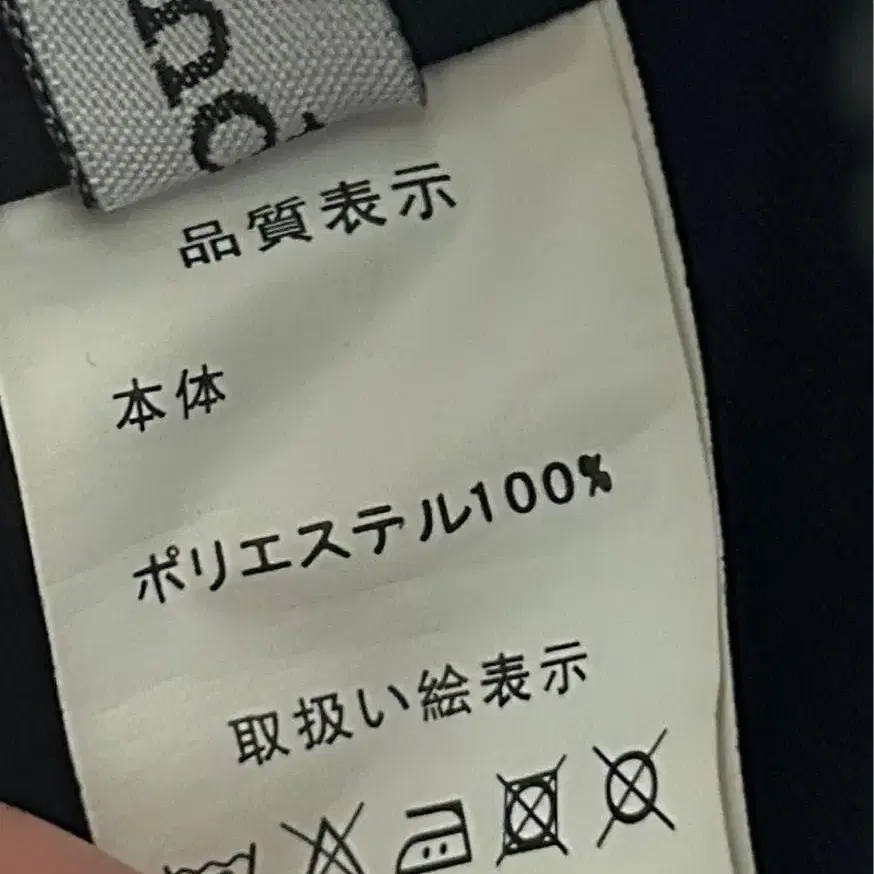 品質表示
本体
ポリエステル100%
取扱い絵表示